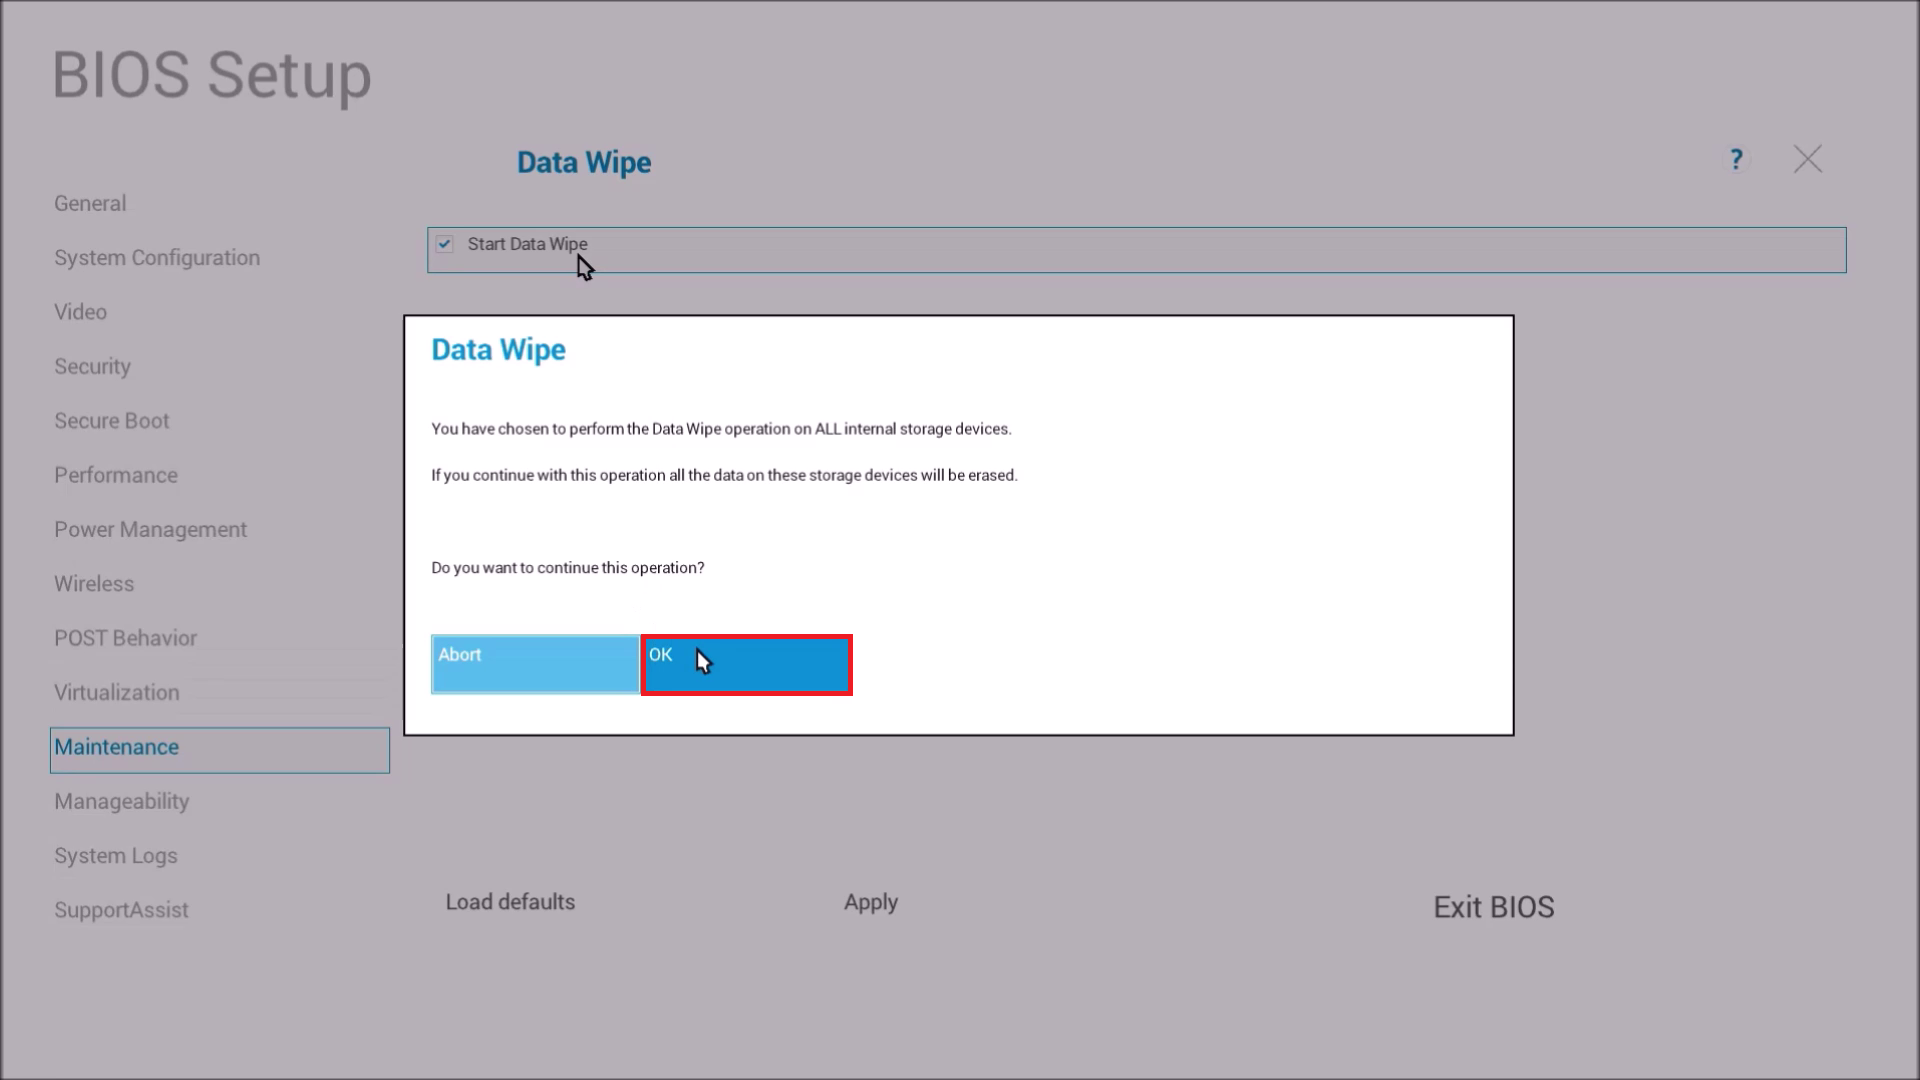 BIOS Setup
Data Wipe
?
General
Start Data Wipe
System Configuration
Video
Security
Secure Boot
Performance
Power Management
Wireless
POST Behavior
Virtualization
Maintenance
Manageability
System Logs
SupportAssist
Data Wipe
You have chosen to perform the Data Wipe operation on ALL internal storage devices.
If you continue with this operation all the data on these storage devices will be erased.
Do you want to continue this operation?
Abort
OK
Load defaults
Apply
Exit BIOS